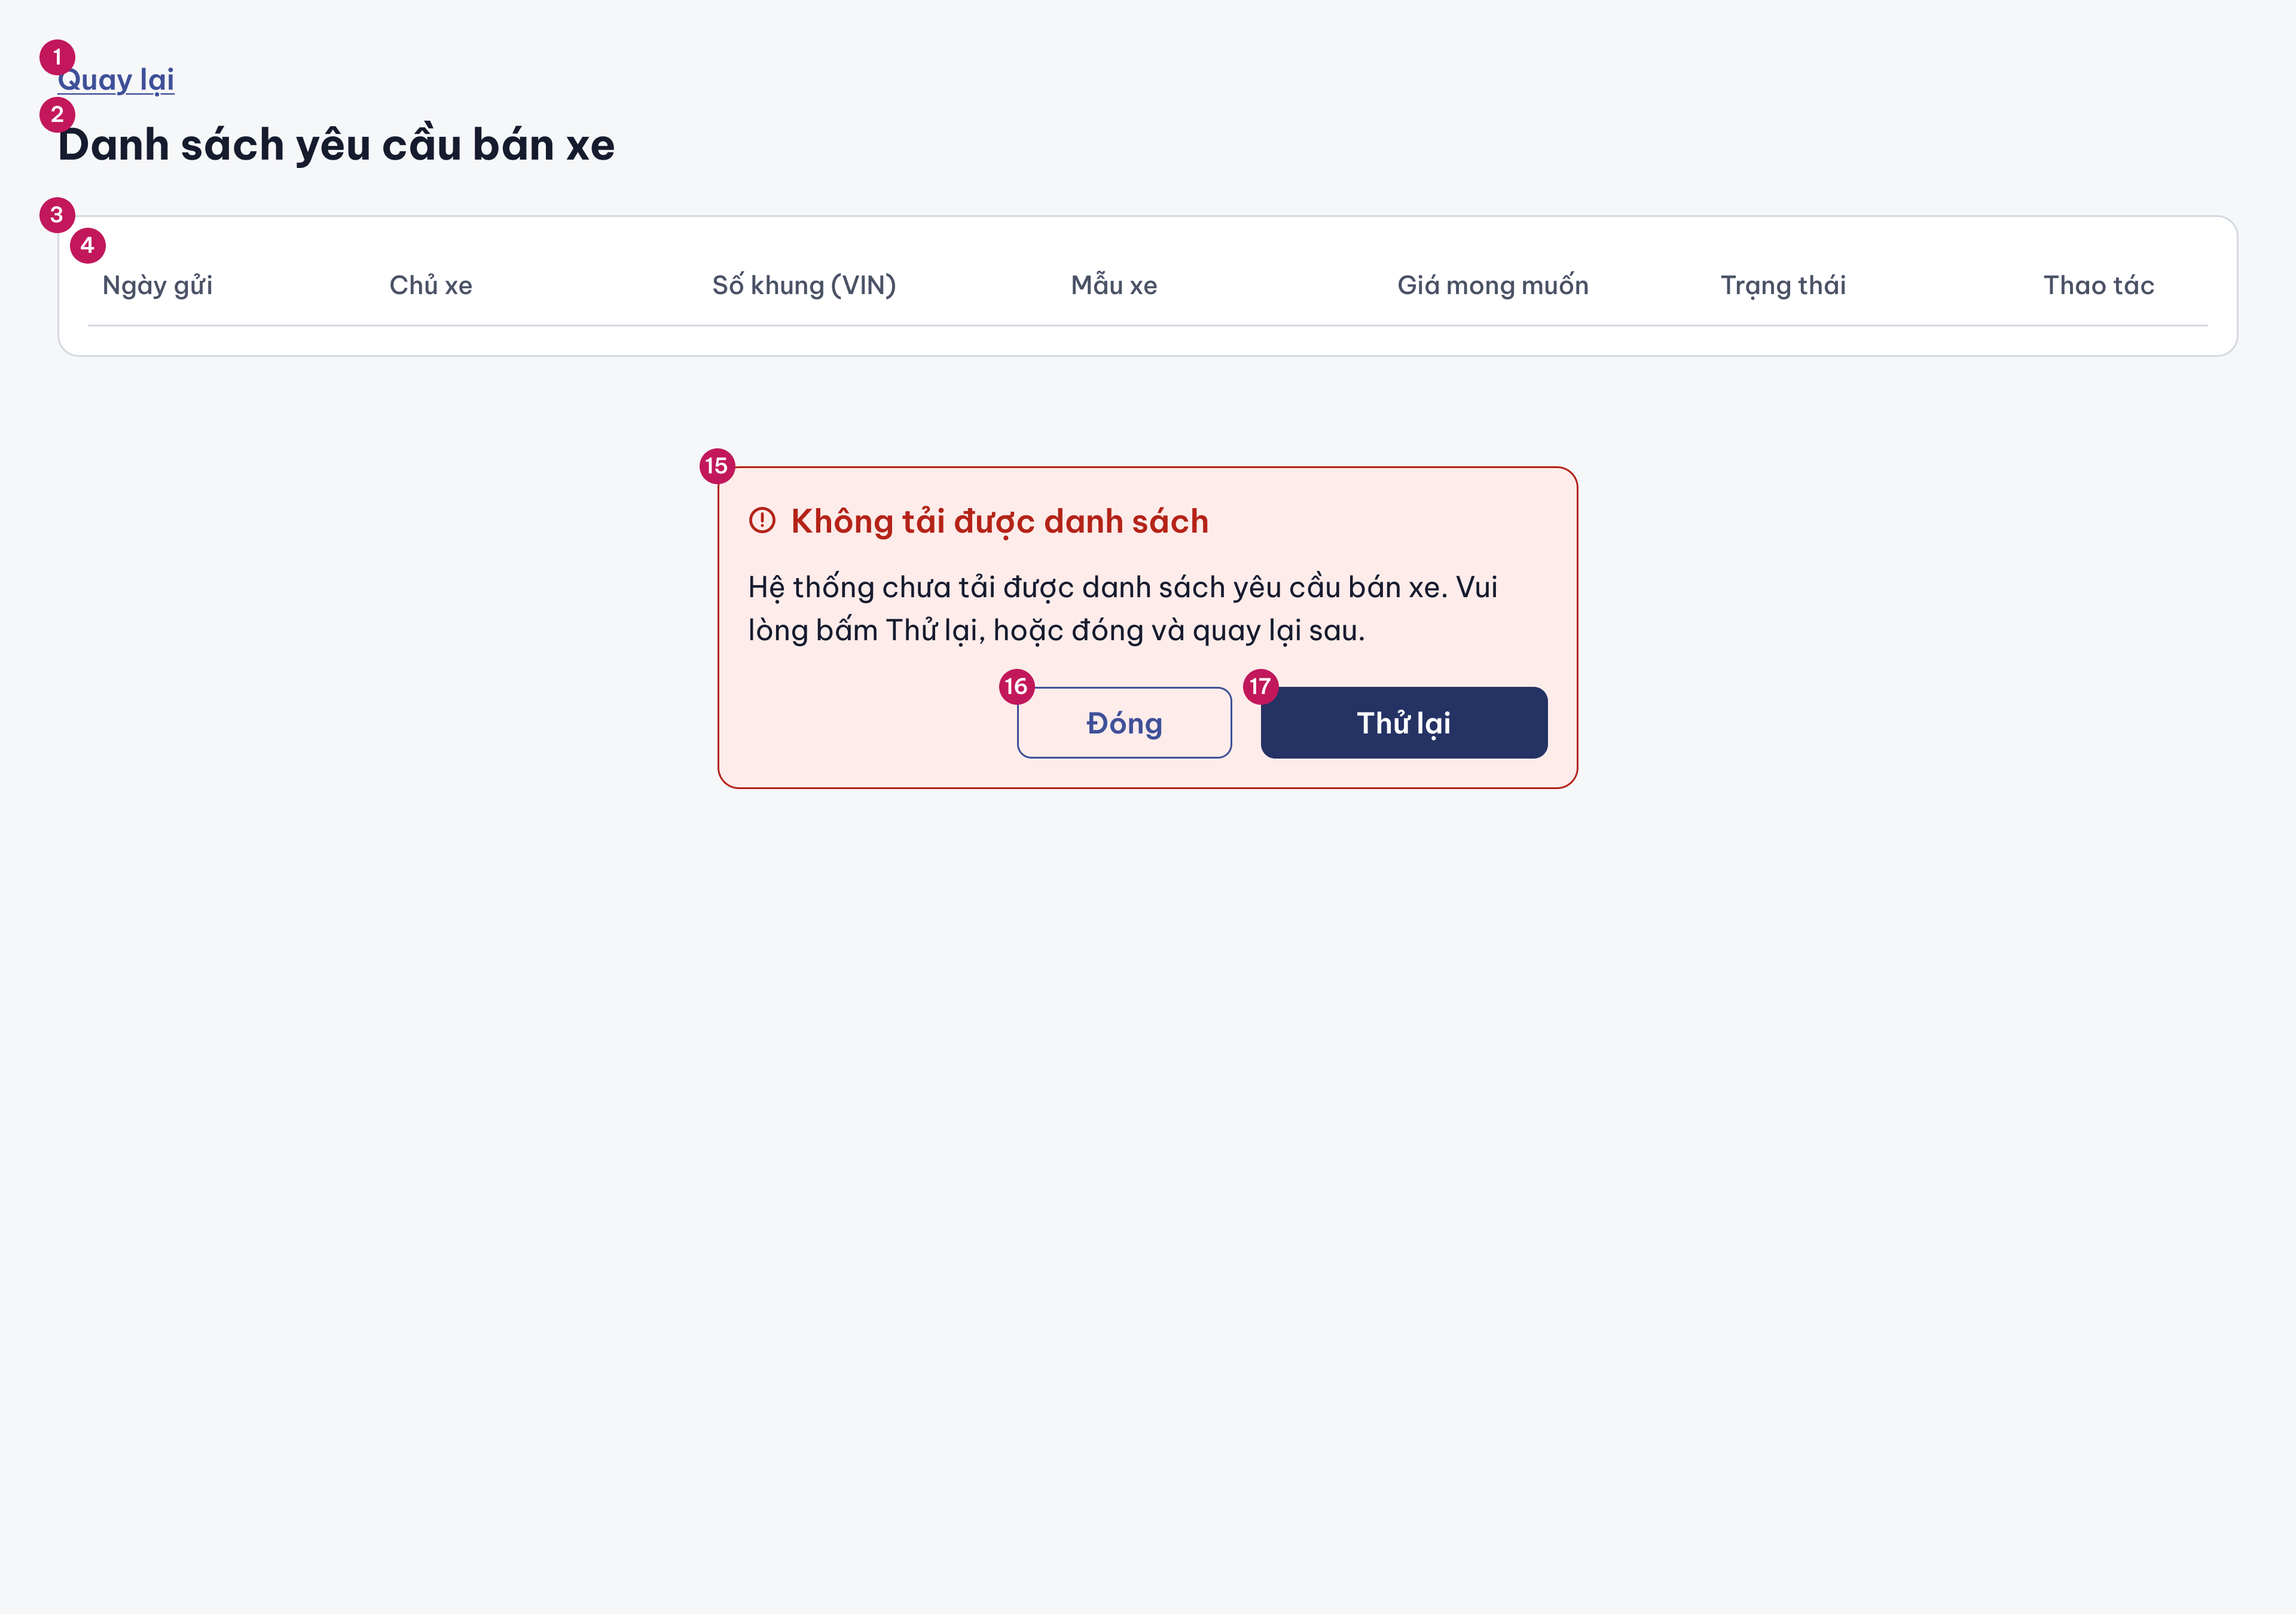 1
Quay lại
2
Danh sách yêu cầu bán xe
3
4
Ngày gửi Chủ xe Số khung (VIN) Mẫu xe Giá mong muốn Trạng thái Thao tác
15
Không tải được danh sách
Hệ thống chưa tải được danh sách yêu cầu bán xe. Vui
lòng bấm Thử lại, hoặc đóng và quay lại sau.
16 17
Đóng Thử lại